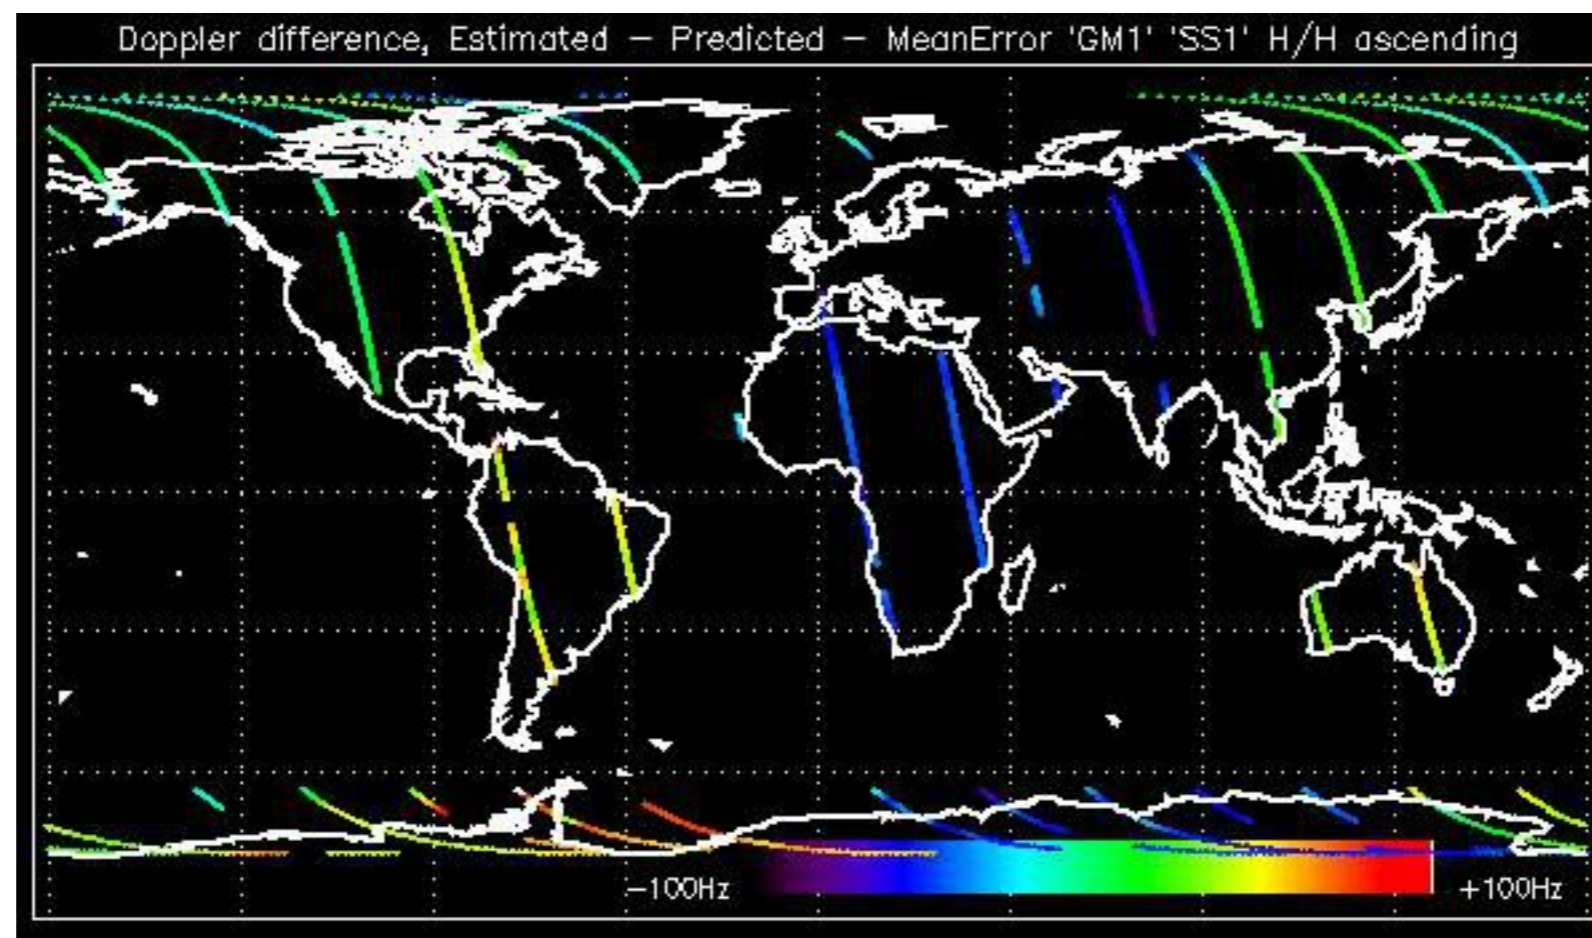 Doppler difference, Estimated – Predicted – MeanError 'GM1' 'SS1' H/H ascending
-100Hz
+100Hz